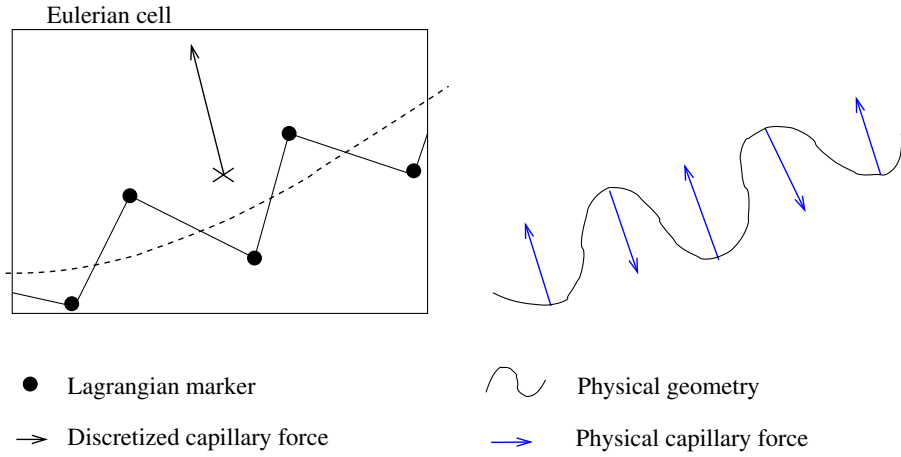 Eulerian cell
Lagrangian marker
Physical geometry
Discretized capillary force
Physical capillary force